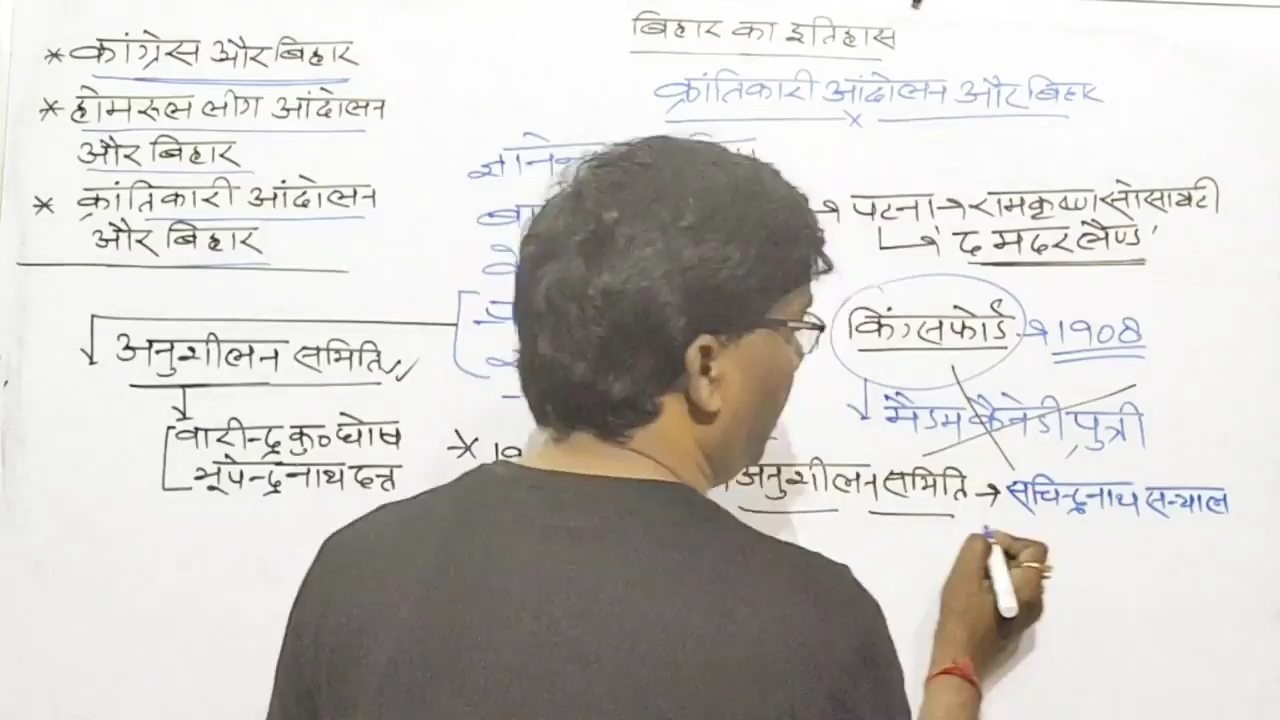 बिहार का इतिहास
क्रांतिकारी आंदोलन और बिहार
* कांग्रेस और बिहार
* होमरूल लीग आंदोलन
और बिहार
* क्रांतिकारी आंदोलन
और बिहार
→ पटना → रामकृष्ण सोसायटी
↳ 'द मदर लैण्ड'
किंग्सफोर्ड → 1908
मैडम कैनेडी, पुत्री
अनुशीलन समिति
वारीन्द्र कु० घोष
भूपेन्द्रनाथ दत्त
अनुशीलन समिति → सचिन्द्रनाथ सन्याल